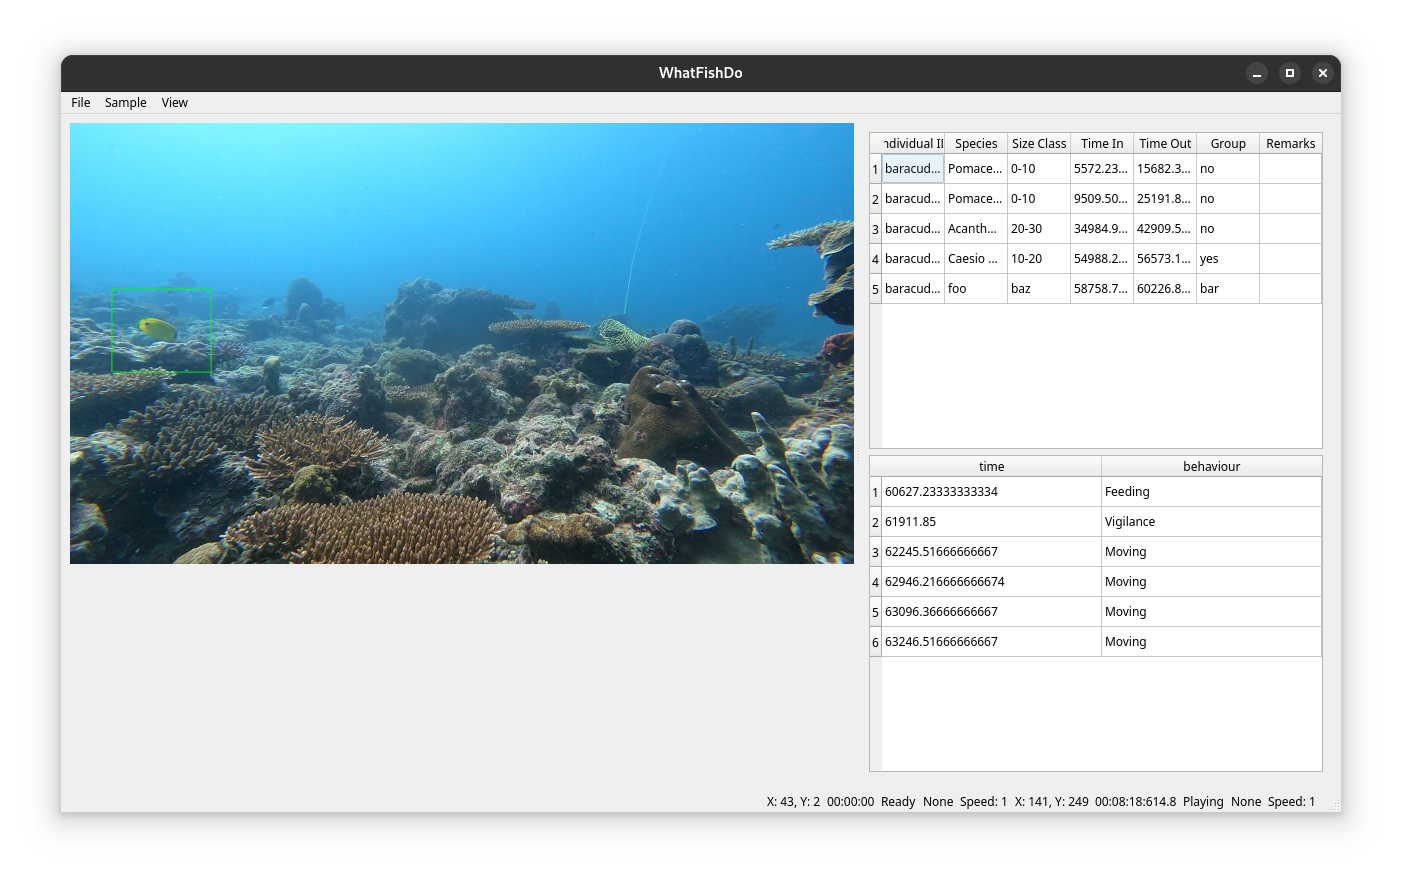 WhatFishDo
File Sample View
ndividual II Species Size Class Time In Time Out Group Remarks
1 baracud... Pomace... 0-10 5572.23... 15682.3... no
2 baracud... Pomace... 0-10 9509.50... 25191.8... no
3 baracud... Acanth... 20-30 34984.9... 42909.5... no
4 baracud... Caesio ... 10-20 54988.2... 56573.1... yes
5 baracud... foo baz 58758.7... 60226.8... bar
time behaviour
1 60627.23333333334 Feeding
2 61911.85 Vigilance
3 62245.51666666667 Moving
4 62946.216666666674 Moving
5 63096.36666666667 Moving
6 63246.51666666667 Moving
X: 43, Y: 2 00:00:00 Ready None Speed: 1 X: 141, Y: 249 00:08:18:614.8 Playing None Speed: 1